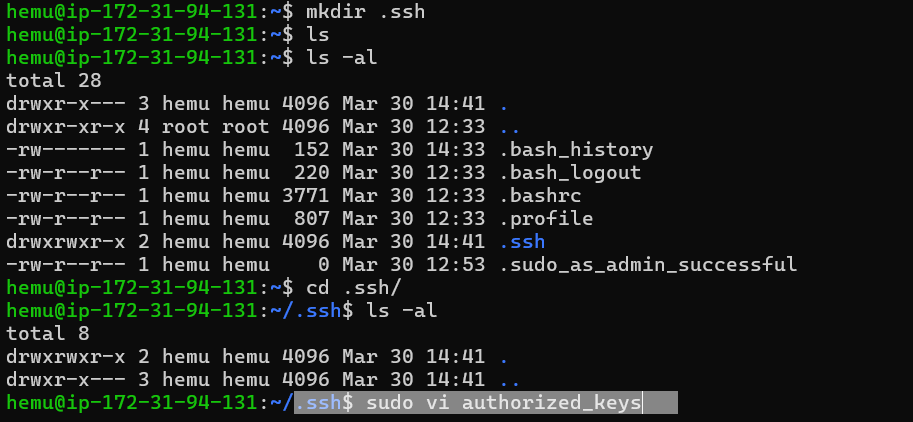 hemu@ip-172-31-94-131:~$ mkdir .ssh
hemu@ip-172-31-94-131:~$ ls
hemu@ip-172-31-94-131:~$ ls -al
total 28
drwxr-x--- 3 hemu hemu 4096 Mar 30 14:41 .
drwxr-xr-x 4 root root 4096 Mar 30 12:33 ..
-rw------- 1 hemu hemu  152 Mar 30 14:33 .bash_history
-rw-r--r-- 1 hemu hemu  220 Mar 30 12:33 .bash_logout
-rw-r--r-- 1 hemu hemu 3771 Mar 30 12:33 .bashrc
-rw-r--r-- 1 hemu hemu  807 Mar 30 12:33 .profile
drwxrwxr-x 2 hemu hemu 4096 Mar 30 14:41 .ssh
-rw-r--r-- 1 hemu hemu    0 Mar 30 12:53 .sudo_as_admin_successful
hemu@ip-172-31-94-131:~$ cd .ssh/
hemu@ip-172-31-94-131:~/.ssh$ ls -al
total 8
drwxrwxr-x 2 hemu hemu 4096 Mar 30 14:41 .
drwxr-x--- 3 hemu hemu 4096 Mar 30 14:41 ..
hemu@ip-172-31-94-131:~/.ssh$ sudo vi authorized_keys